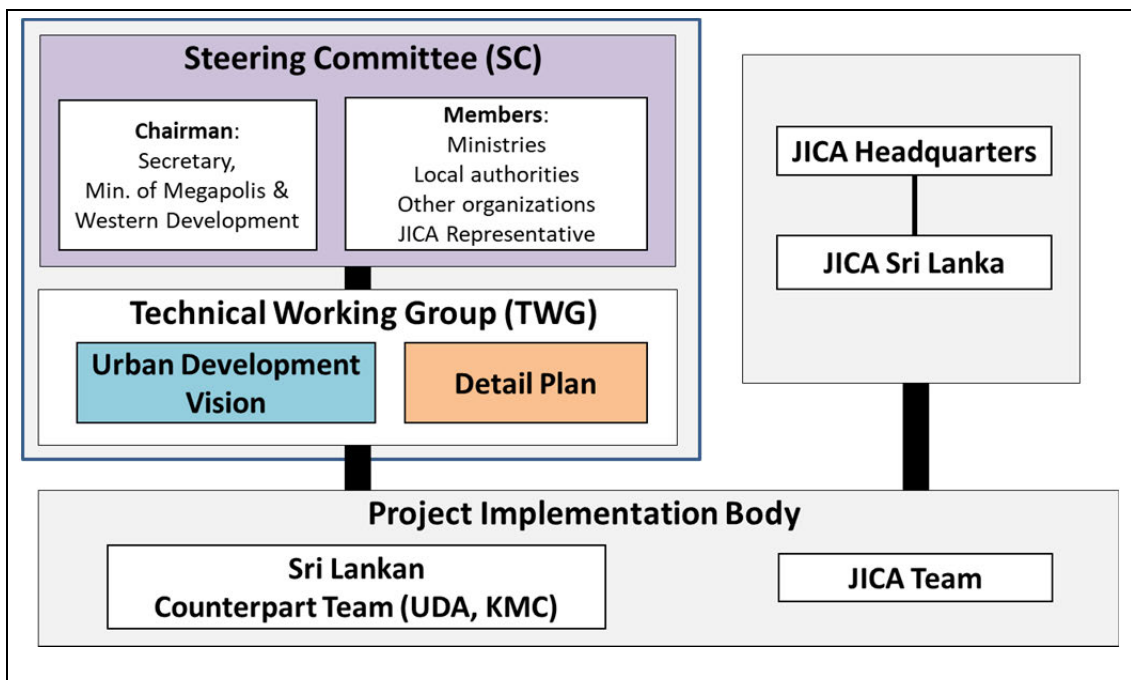 Steering Committee (SC)
Chairman:
Secretary,
Min. of Megapolis &
Western Development
Members:
Ministries
Local authorities
Other organizations
JICA Representative
Technical Working Group (TWG)
Urban Development
Vision
Detail Plan
JICA Headquarters
JICA Sri Lanka
Project Implementation Body
Sri Lankan
Counterpart Team (UDA, KMC)
JICA Team